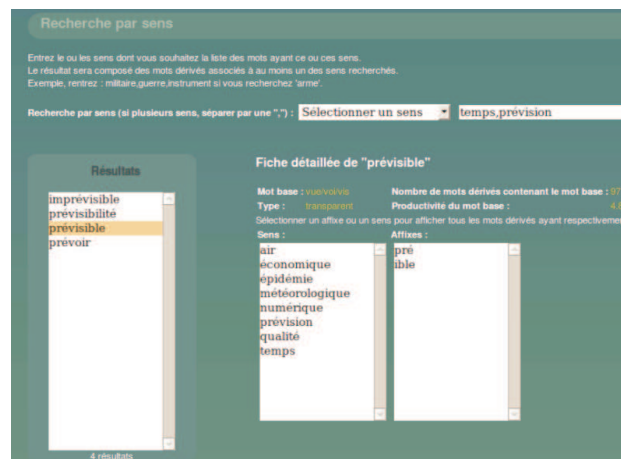 Recherche par sens
Entrez le ou les sens dont vous souhaitez la liste des mots ayant ce ou ces sens.
Le résultat sera composé des mots dérivés associés à au moins un des sens recherchés.
Exemple, rentrez : militaire,guerre,instrument si vous recherchez 'arme'.
Recherche par sens (si plusieurs sens, séparer par une ",") : Sélectionner un sens temps,prévision
Résultats
imprévisible
prévisibilité
prévisible
prévoir
4 résultats
Fiche détaillée de "prévisible"
Mot base : vue/voi/vis Nombre de mots dérivés contenant le mot base : 97
Type : transparent Productivité du mot base : 4.8
Sélectionner un affixe ou un sens pour afficher tous les mots dérivés ayant respectiveme
Sens : Affixes :
air pré
économique ible
épidémie
météorologique
numérique
prévision
qualité
temps